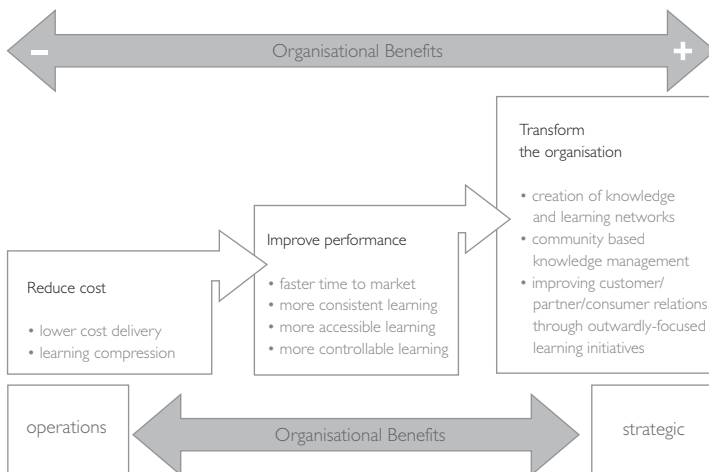 – Organisational Benefits +
Transform
the organisation
• creation of knowledge
and learning networks
• community based
knowledge management
• improving customer/
partner/consumer relations
through outwardly-focused
learning initiatives
Improve performance
• faster time to market
• more consistent learning
• more accessible learning
• more controllable learning
Reduce cost
• lower cost delivery
• learning compression
operations
Organisational Benefits
strategic